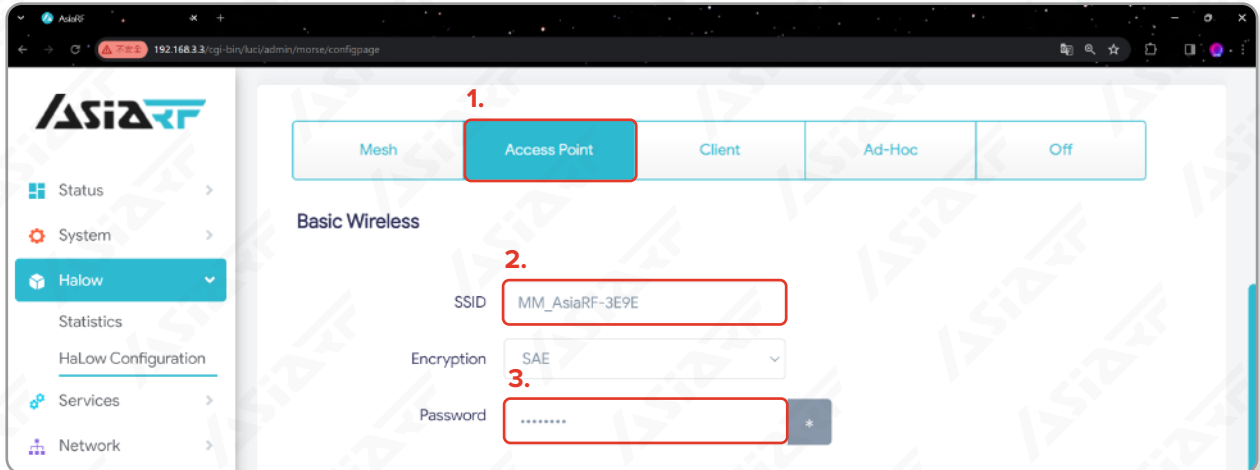 AsiaRF
不安全 192.168.3.3/cgi-bin/luci/admin/morse/configpage
AsiaRF
1.
Mesh Access Point Client Ad-Hoc Off
Status
System
Halow
Statistics
HaLow Configuration
Services
Network
Basic Wireless
2.
SSID MM_AsiaRF-3E9E
Encryption SAE
3.
Password ········ *